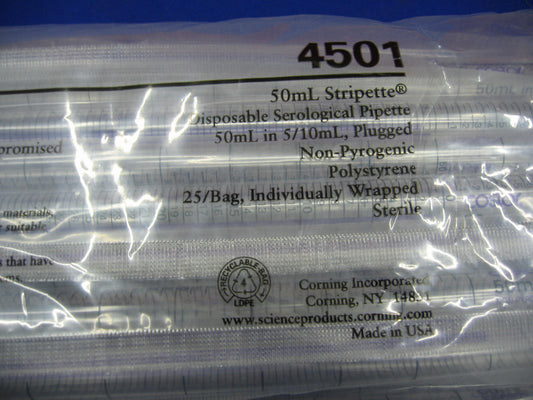 4501
50mL Stripette®
Disposable Serological Pipette
50mL in 5/10mL, Plugged
Non-Pyrogenic
Polystyrene
25/Bag, Individually Wrapped
Sterile
promised
materials,
suitable
s that have
RECYCLABLE-BAG
4
LDPE
Corning Incorporated
Corning, NY 14831
www.scienceproducts.corning.com
Made in USA